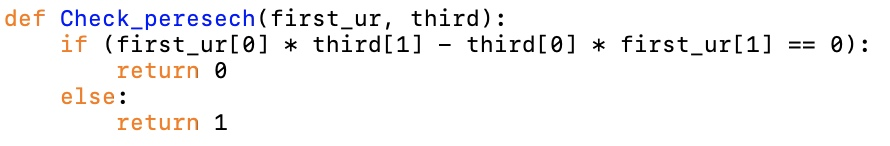 def Check_peresech(first_ur, third):
    if (first_ur[0] * third[1] - third[0] * first_ur[1] == 0):
        return 0
    else:
        return 1